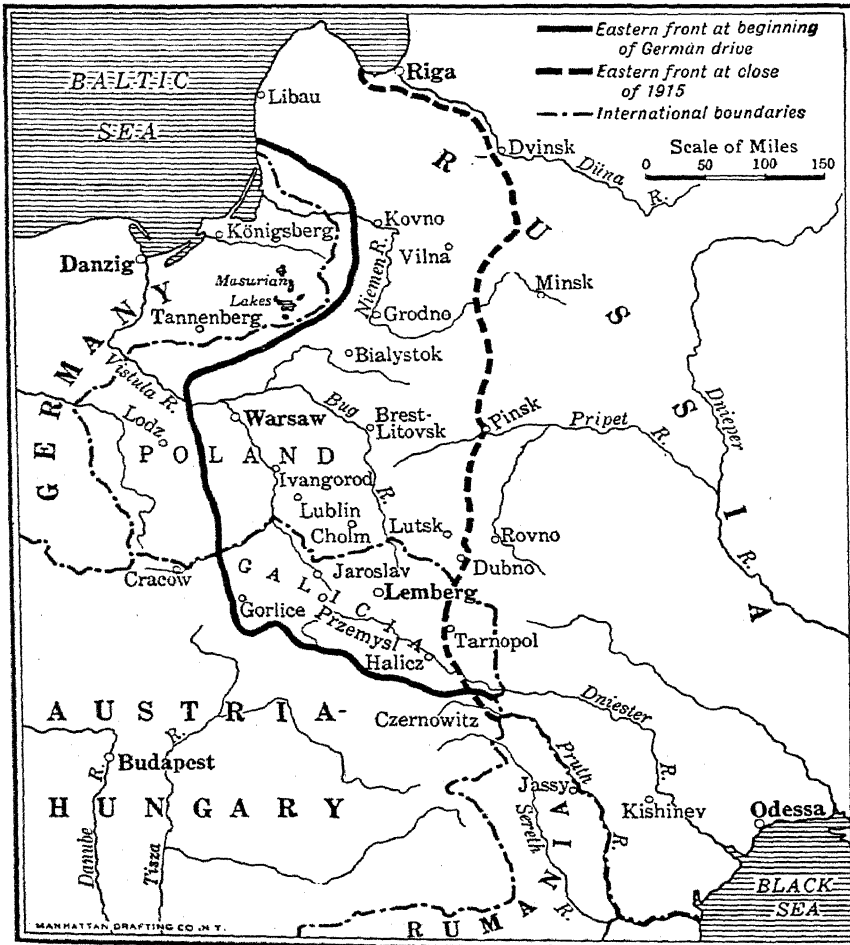 Eastern front at beginning
of German drive
Eastern front at close
of 1915
International boundaries
Scale of Miles
0 50 100 150
BALTIC
SEA
Riga
Libau
Dvinsk
Düna
R.
RUSSIA
Kovno
Königsberg
Vilna
Niemen R.
Danzig
Masurian
Lakes
Minsk
Tannenberg
Grodno
GERMANY
Bialystok
Vistula R.
Dnieper
R.
Lodz
Warsaw
Bug
R.
Brest-
Litovsk
Pinsk
Pripet
R.
POLAND
Ivangorod
Lublin
Cholm
Lutsk
Rovno
Dubno
Cracow
GALICIA
Jaroslav
Lemberg
Gorlice
Przemysl
Tarnopol
Halicz
AUSTRIA-
HUNGARY
Czernowitz
Dniester
R.
Budapest
Danube
R.
Tisza
R.
Pruth
R.
Jassy
Sereth
R.
Kishinev
Odessa
RUMANIA
BLACK
SEA
MANHATTAN DRAFTING CO. N.Y.